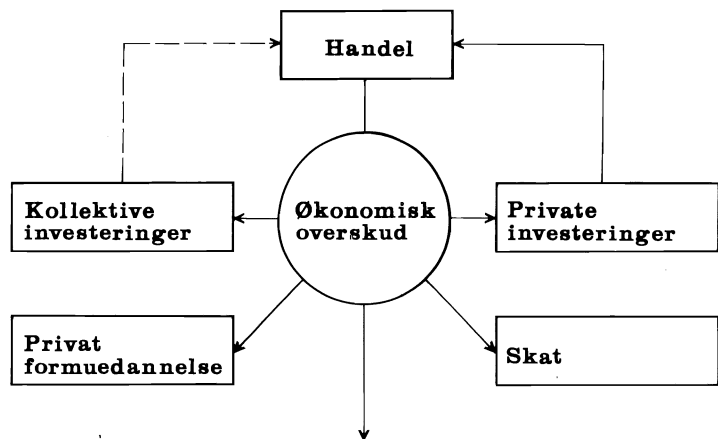 Handel
Kollektive
investeringer
Økonomisk
overskud
Private
investeringer
Privat
formuedannelse
Skat